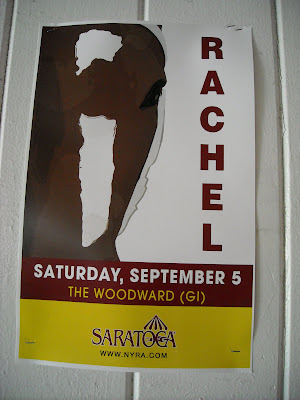 RACHEL
SATURDAY, SEPTEMBER 5
THE WOODWARD (GI)
SARATOGA
WWW.NYRA.COM